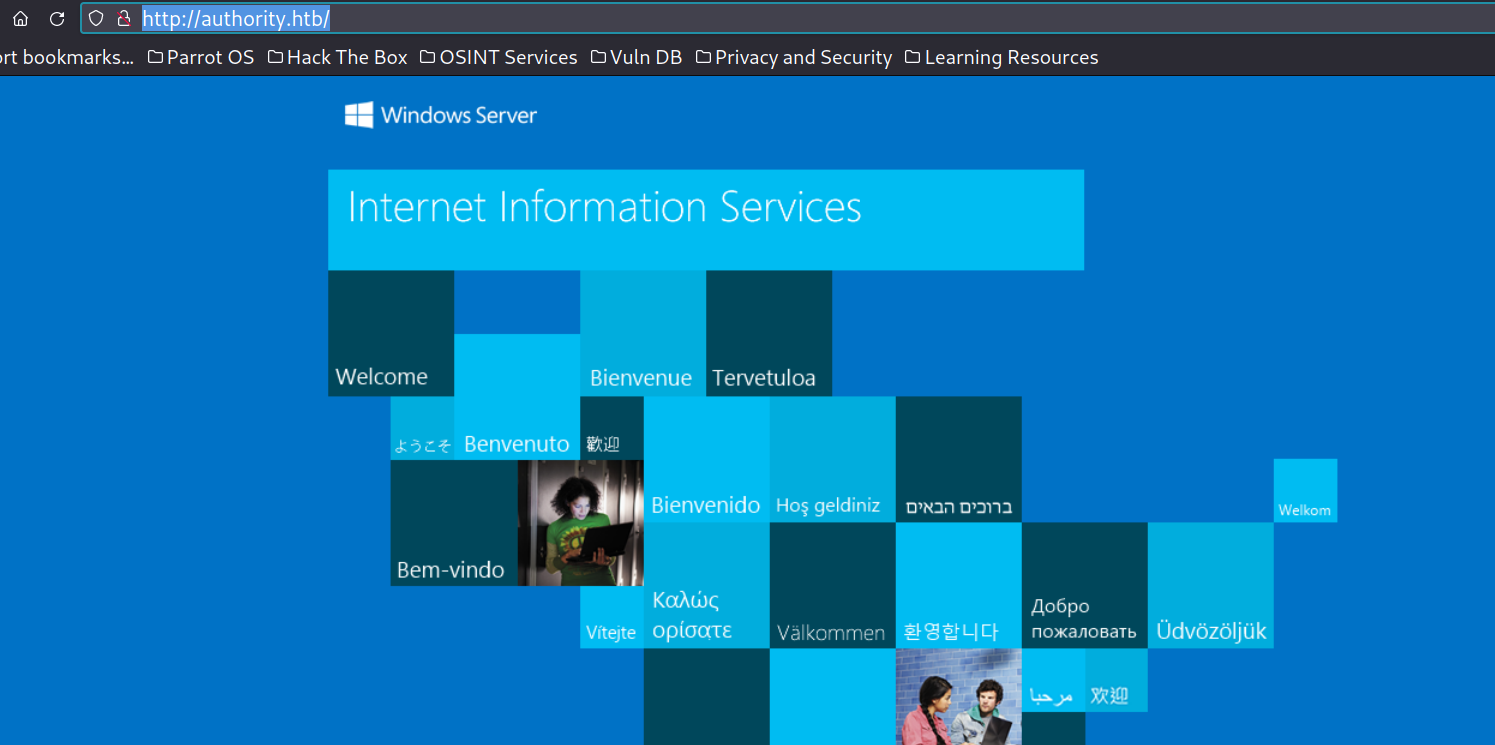 http://authority.htb/
ort bookmarks... Parrot OS Hack The Box OSINT Services Vuln DB Privacy and Security Learning Resources
Windows Server
Internet Information Services
Welcome
Bienvenue
Tervetuloa
ようこそ
Benvenuto
歡迎
Bienvenido
Hoş geldiniz
ברוכים הבאים
Welkom
Bem-vindo
Vítejte
Καλώς
ορίσατε
Välkommen
환영합니다
Добро
пожаловать
Üdvözöljük
مرحبا
欢迎